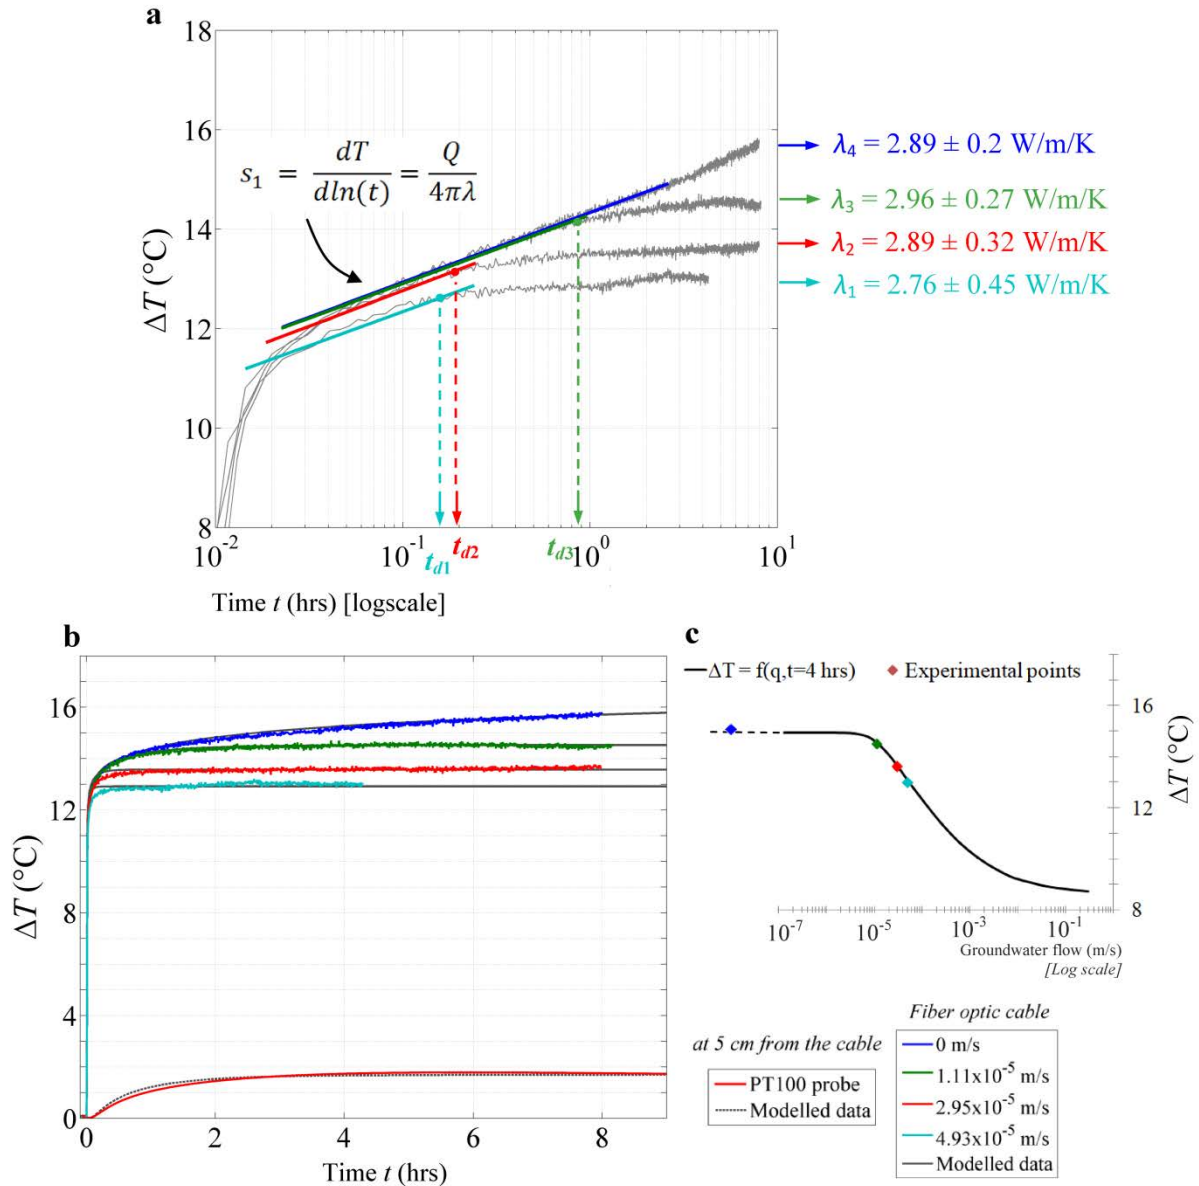 a
18
16
14
12
10
8
ΔT (°C)
s₁ = dT/dln(t) = Q/4πλ
λ₄ = 2.89 ± 0.2 W/m/K
λ₃ = 2.96 ± 0.27 W/m/K
λ₂ = 2.89 ± 0.32 W/m/K
λ₁ = 2.76 ± 0.45 W/m/K
10⁻² 10⁻¹ 10⁰ 10¹
t_d1 t_d2 t_d3
Time t (hrs) [logscale]
b
16
14
12
10
8
6
4
2
0
ΔT (°C)
0 2 4 6 8
Time t (hrs)
c
ΔT = f(q,t=4 hrs) Experimental points
16
12
8
ΔT (°C)
10⁻⁷ 10⁻⁵ 10⁻³ 10⁻¹
Groundwater flow (m/s)
[Log scale]
at 5 cm from the cable
PT100 probe
Modelled data
Fiber optic cable
0 m/s
1.11x10⁻⁵ m/s
2.95x10⁻⁵ m/s
4.93x10⁻⁵ m/s
Modelled data